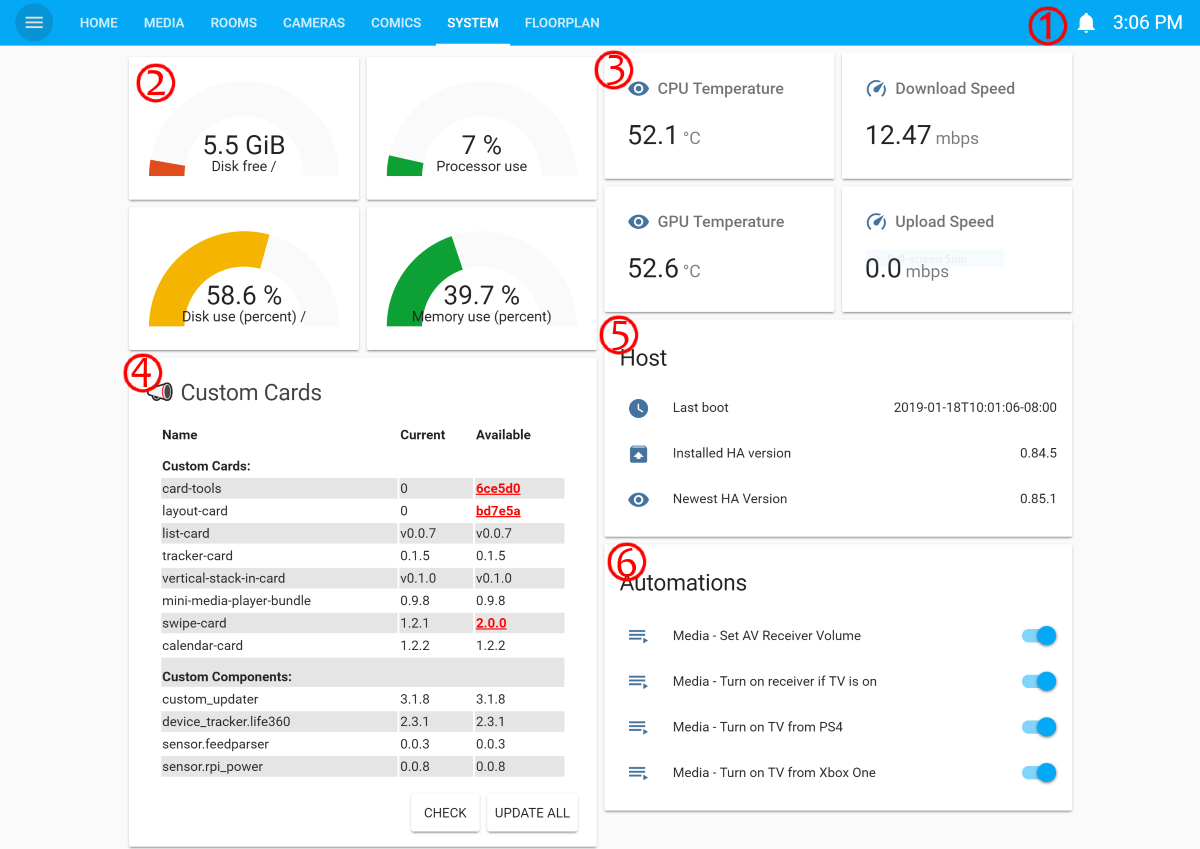 HOME MEDIA ROOMS CAMERAS COMICS SYSTEM FLOORPLAN 1 3:06 PM
2
5.5 GiB
Disk free /
7 %
Processor use
58.6 %
Disk use (percent) /
39.7 %
Memory use (percent)
3
CPU Temperature
52.1 °C
Download Speed
12.47 mbps
GPU Temperature
52.6 °C
Upload Speed
0.0 mbps
4
Custom Cards
Name Current Available
Custom Cards:
card-tools 0 6ce5d0
layout-card 0 bd7e5a
list-card v0.0.7 v0.0.7
tracker-card 0.1.5 0.1.5
vertical-stack-in-card v0.1.0 v0.1.0
mini-media-player-bundle 0.9.8 0.9.8
swipe-card 1.2.1 2.0.0
calendar-card 1.2.2 1.2.2
Custom Components:
custom_updater 3.1.8 3.1.8
device_tracker.life360 2.3.1 2.3.1
sensor.feedparser 0.0.3 0.0.3
sensor.rpi_power 0.0.8 0.0.8
CHECK UPDATE ALL
5
Host
Last boot 2019-01-18T10:01:06-08:00
Installed HA version 0.84.5
Newest HA Version 0.85.1
6
Automations
Media - Set AV Receiver Volume
Media - Turn on receiver if TV is on
Media - Turn on TV from PS4
Media - Turn on TV from Xbox One